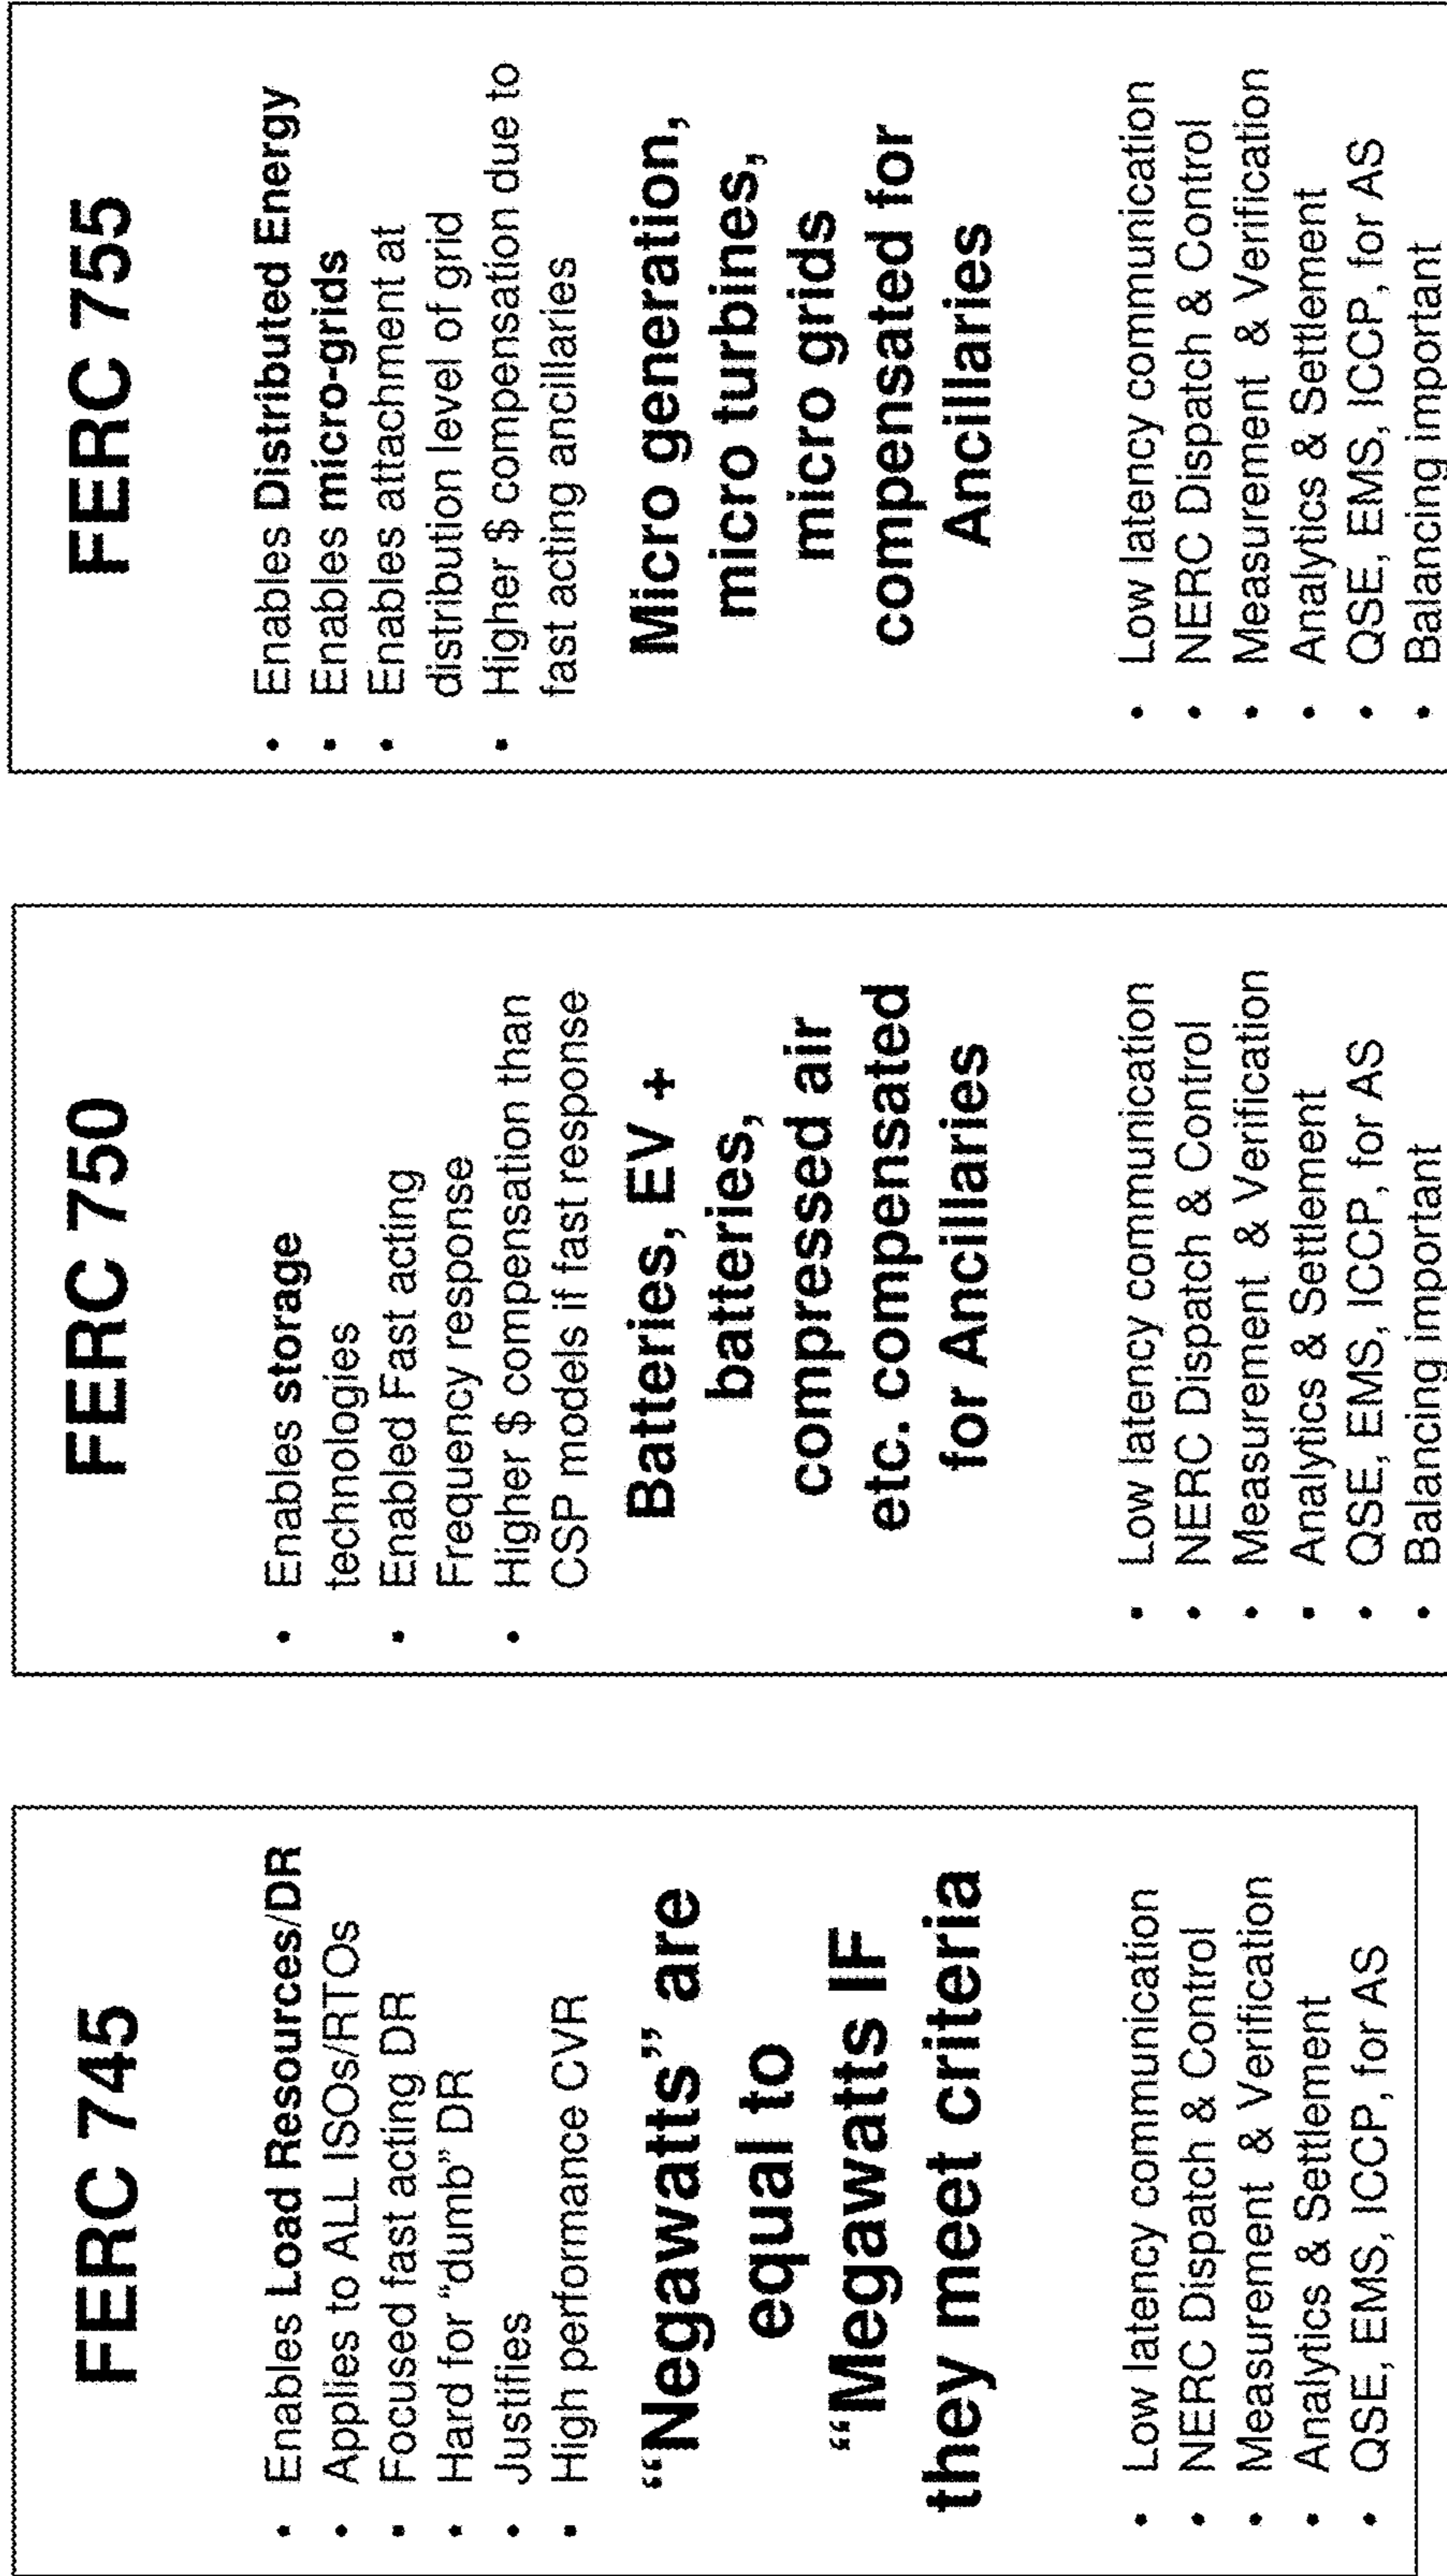 FERC 745
• Enables Load Resources/DR
• Applies to ALL ISOs/RTOs
• Focused fast acting DR
• Hard for “dumb” DR
• Justifies
• High performance CVR
“Negawatts” are
equal to
“Megawatts IF
they meet criteria
• Low latency communication
• NERC Dispatch & Control
• Measurement & Verification
• Analytics & Settlement
• QSE, EMS, ICCP, for AS
FERC 750
• Enables storage
technologies
• Enabled Fast acting
Frequency response
• Higher $ compensation than
CSP models if fast response
Batteries, EV +
batteries,
compressed air
etc. compensated
for Ancillaries
• Low latency communication
• NERC Dispatch & Control
• Measurement & Verification
• Analytics & Settlement
• QSE, EMS, ICCP, for AS
• Balancing important
FERC 755
• Enables Distributed Energy
• Enables micro-grids
• Enables attachment at
distribution level of grid
• Higher $ compensation due to
fast acting ancillaries
Micro generation,
micro turbines,
micro grids
compensated for
Ancillaries
• Low latency communication
• NERC Dispatch & Control
• Measurement & Verification
• Analytics & Settlement
• QSE, EMS, ICCP, for AS
• Balancing important